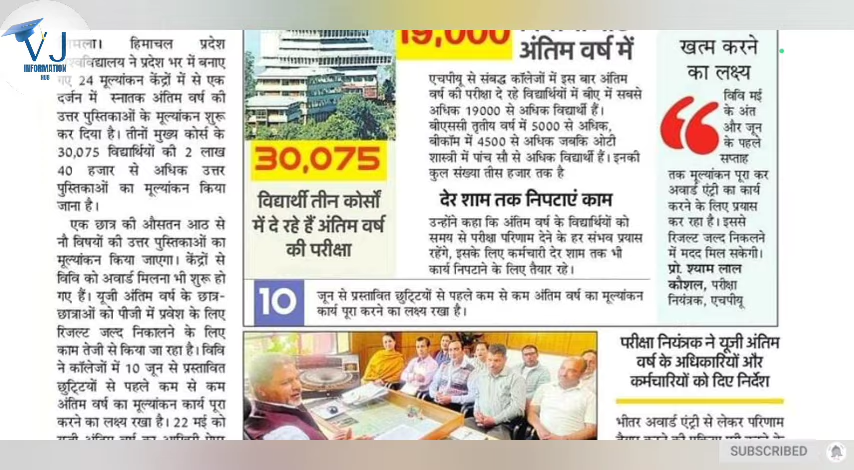 VJ
INFORMATION
HUB
हिमाचल प्रदेश
ने प्रदेश भर में बनाए
24 मूल्यांकन केंद्रों में से एक
दर्जन में स्नातक अंतिम वर्ष की
उत्तर पुस्तिकाओं के मूल्यांकन शुरू
कर दिया है। तीनों मुख्य कोर्स के
30,075 विद्यार्थियों की 2 लाख
40 हजार से अधिक उत्तर
पुस्तिकाओं का मूल्यांकन किया
जाना है।
एक छात्र की औसतन आठ से
नौ विषयों की उत्तर पुस्तिकाओं का
मूल्यांकन किया जाएगा। केंद्रों से
विवि को अवार्ड मिलना भी शुरू हो
गए हैं। यूजी अंतिम वर्ष के छात्र-
छात्राओं को पीजी में प्रवेश के लिए
रिजल्ट जल्द निकालने के लिए
काम तेजी से किया जा रहा है। विवि
ने कॉलेजों में 10 जून से प्रस्तावित
छुट्टियों से पहले कम से कम
अंतिम वर्ष का मूल्यांकन कार्य पूरा
करने का लक्ष्य रखा है। 22 मई को
30,075
विद्यार्थी तीन कोर्सों
में दे रहे हैं अंतिम वर्ष
की परीक्षा
19,000
अंतिम वर्ष में
एचपीयू से संबद्ध कॉलेजों में इस बार अंतिम
वर्ष की परीक्षा दे रहे विद्यार्थियों में बीए में सबसे
अधिक 19000 से अधिक विद्यार्थी हैं।
बीएससी तृतीय वर्ष में 5000 से अधिक,
बीकॉम में 4500 से अधिक जबकि ओटी
शास्त्री में पांच सौ से अधिक विद्यार्थी हैं। इनकी
कुल संख्या तीस हजार तक है
देर शाम तक निपटाएं काम
उन्होंने कहा कि अंतिम वर्ष के विद्यार्थियों को
समय से परीक्षा परिणाम देने के हर संभव प्रयास
रहेंगे, इसके लिए कर्मचारी देर शाम तक भी
कार्य निपटाने के लिए तैयार रहे।
खत्म करने
का लक्ष्य
विवि मई
के अंत
और जून
के पहले
सप्ताह
तक मूल्यांकन पूरा कर
अवार्ड एंट्री का कार्य
करने के लिए प्रयास
कर रहा है। इससे
रिजल्ट जल्द निकलने
में मदद मिल सकेगी।
प्रो. श्याम लाल
कौशल, परीक्षा
नियंत्रक, एचपीयू
10
जून से प्रस्तावित छुट्टियों से पहले कम से कम अंतिम वर्ष का मूल्यांकन
कार्य पूरा करने का लक्ष्य रखा है।
परीक्षा नियंत्रक ने यूजी अंतिम
वर्ष के अधिकारियों और
कर्मचारियों को दिए निर्देश
भीतर अवार्ड एंट्री से लेकर परिणाम
SUBSCRIBED